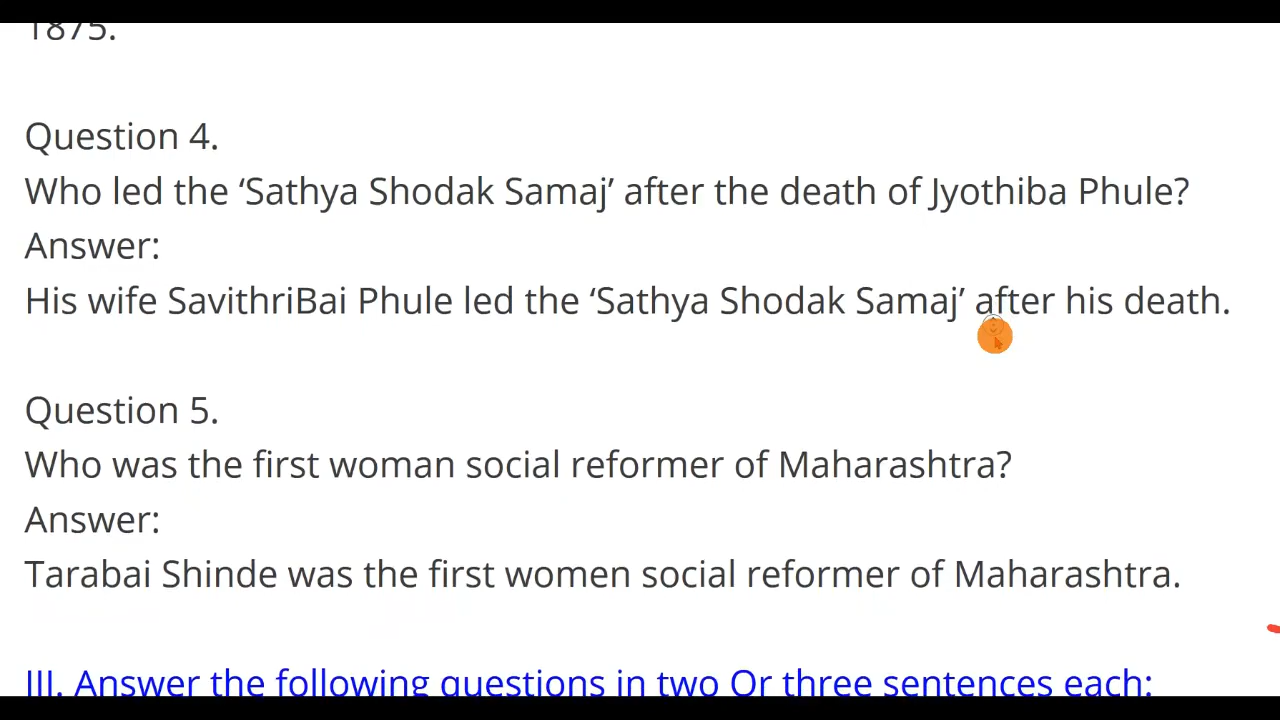 1875.
Question 4.
Who led the ‘Sathya Shodak Samaj’ after the death of Jyothiba Phule?
Answer:
His wife SavithriBai Phule led the ‘Sathya Shodak Samaj’ after his death.
Question 5.
Who was the first woman social reformer of Maharashtra?
Answer:
Tarabai Shinde was the first women social reformer of Maharashtra.
III. Answer the following questions in two Or three sentences each: